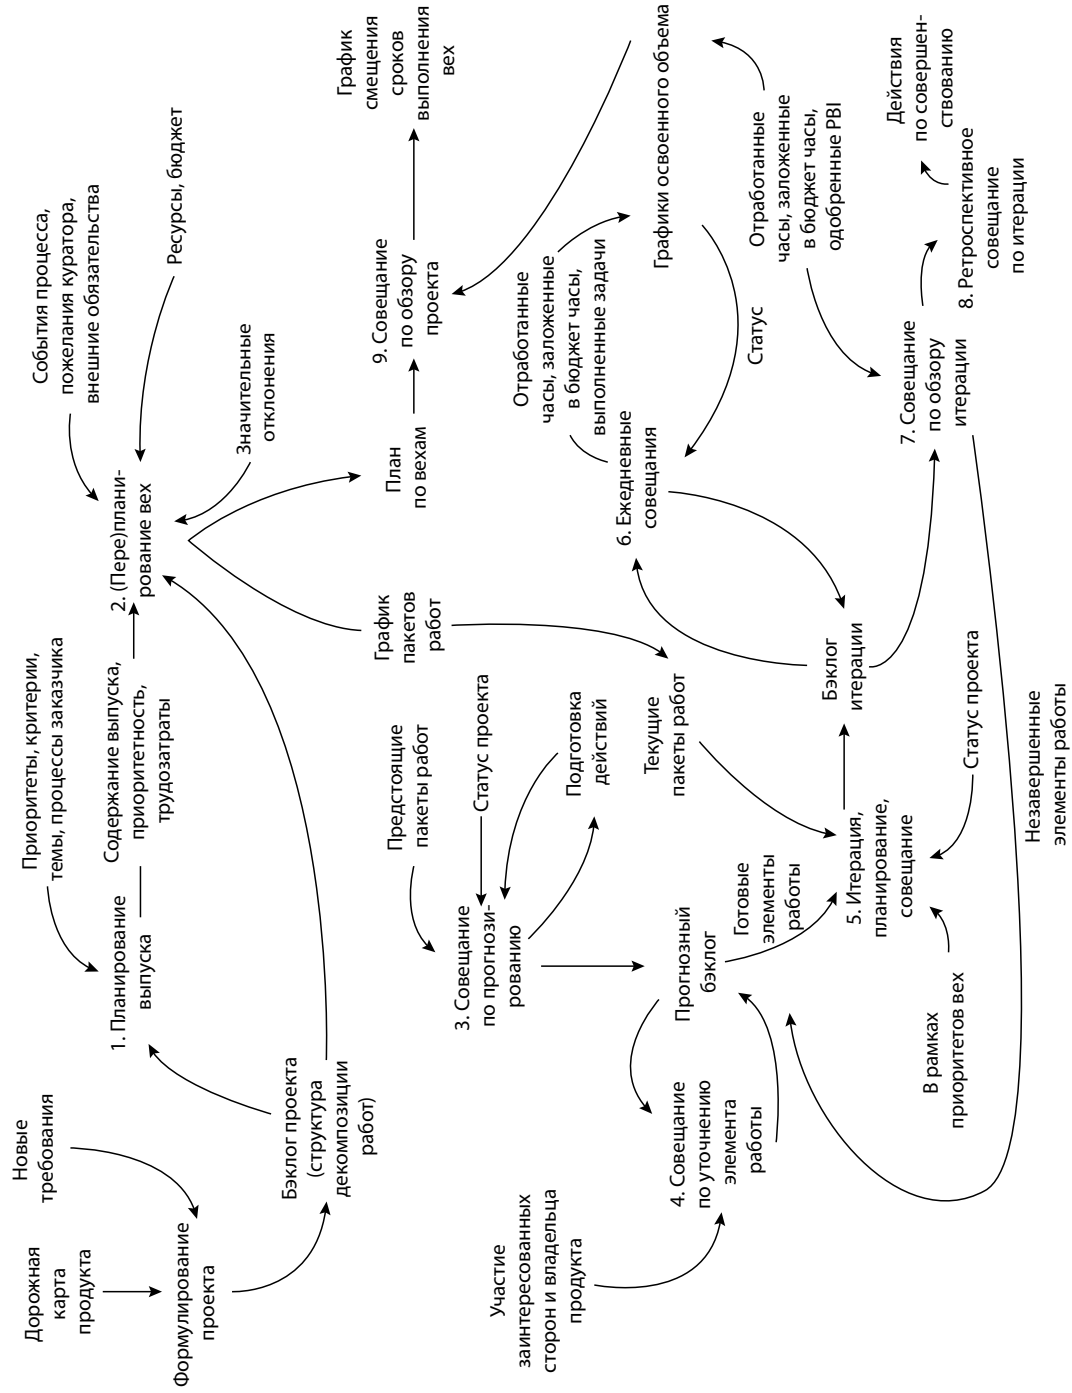 Дорожная
карта
продукта
Новые
требования
Формулирование
проекта
Бэклог проекта
(структура
декомпозиции
работ)
Приоритеты, критерии,
темы, процессы заказчика
1. Планирование
выпуска
Содержание выпуска,
приоритетность,
трудозатраты
События процесса,
пожелания куратора,
внешние обязательства
Ресурсы, бюджет
2. (Пере)плани-
рование вех
Значительные
отклонения
График
пакетов
работ
План
по вехам
9. Совещание
по обзору
проекта
График
смещения
сроков
выполнения
вех
Предстоящие
пакеты работ
Статус проекта
3. Совещание
по прогнози-
рованию
Подготовка
действий
Участие
заинтересованных
сторон и владельца
продукта
4. Совещание
по уточнению
элемента
работы
Прогнозный
бэклог
Готовые
элементы
работы
Текущие
пакеты работ
5. Итерация,
планирование,
совещание
В рамках
приоритетов вех
Статус проекта
Бэклог
итерации
6. Ежедневные
совещания
Отработанные
часы, заложенные
в бюджет часы,
выполненные задачи
Графики освоенного объема
Статус
Отработанные
часы, заложенные
в бюджет часы,
одобренные PBI
7. Совещание
по обзору
итерации
8. Ретроспективное
совещание
по итерации
Действия
по совершен-
ствованию
Незавершенные
элементы работы